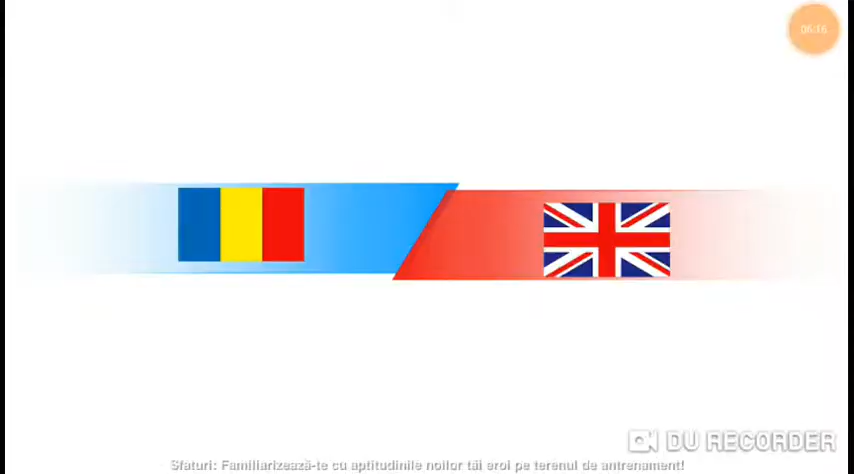 06:16
DU RECORDER
Sfaturi: Familiarizează-te cu aptitudinile noilor tăi eroi pe terenul de antrenament!